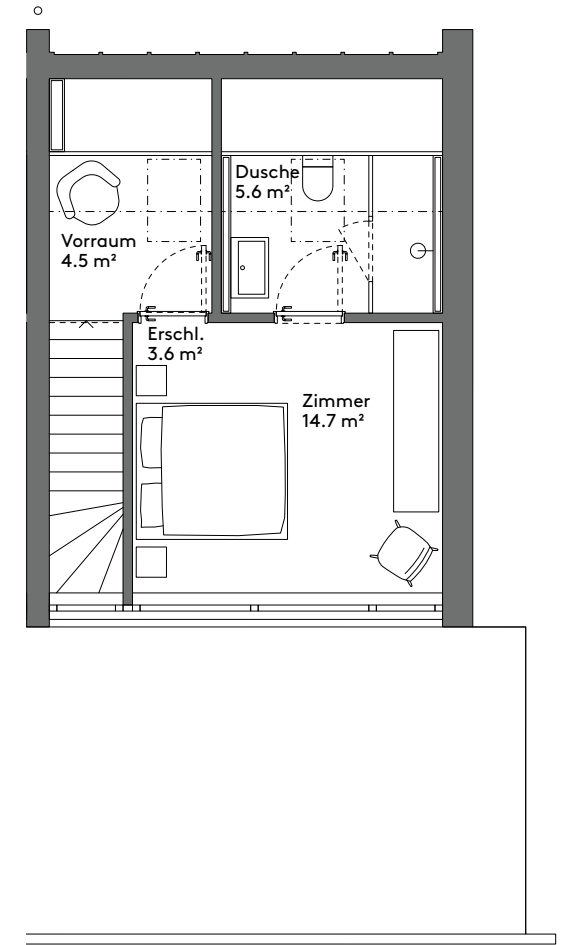 Dusche
5.6 m²
Vorraum
4.5 m²
Erschl.
3.6 m²
Zimmer
14.7 m²